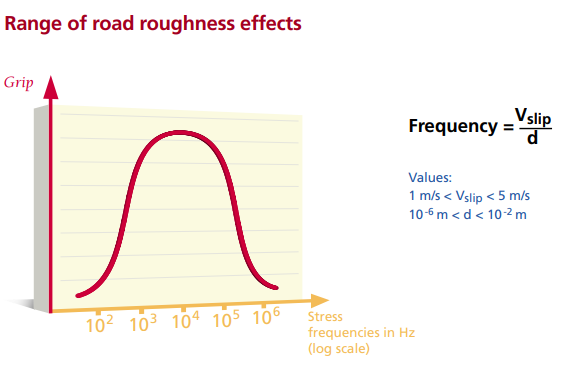 Range of road roughness effects
Grip
Frequency = Vslip / d
Values:
1 m/s < Vslip < 5 m/s
10⁻⁶ m < d < 10⁻² m
10² 10³ 10⁴ 10⁵ 10⁶
Stress
frequencies in Hz
(log scale)